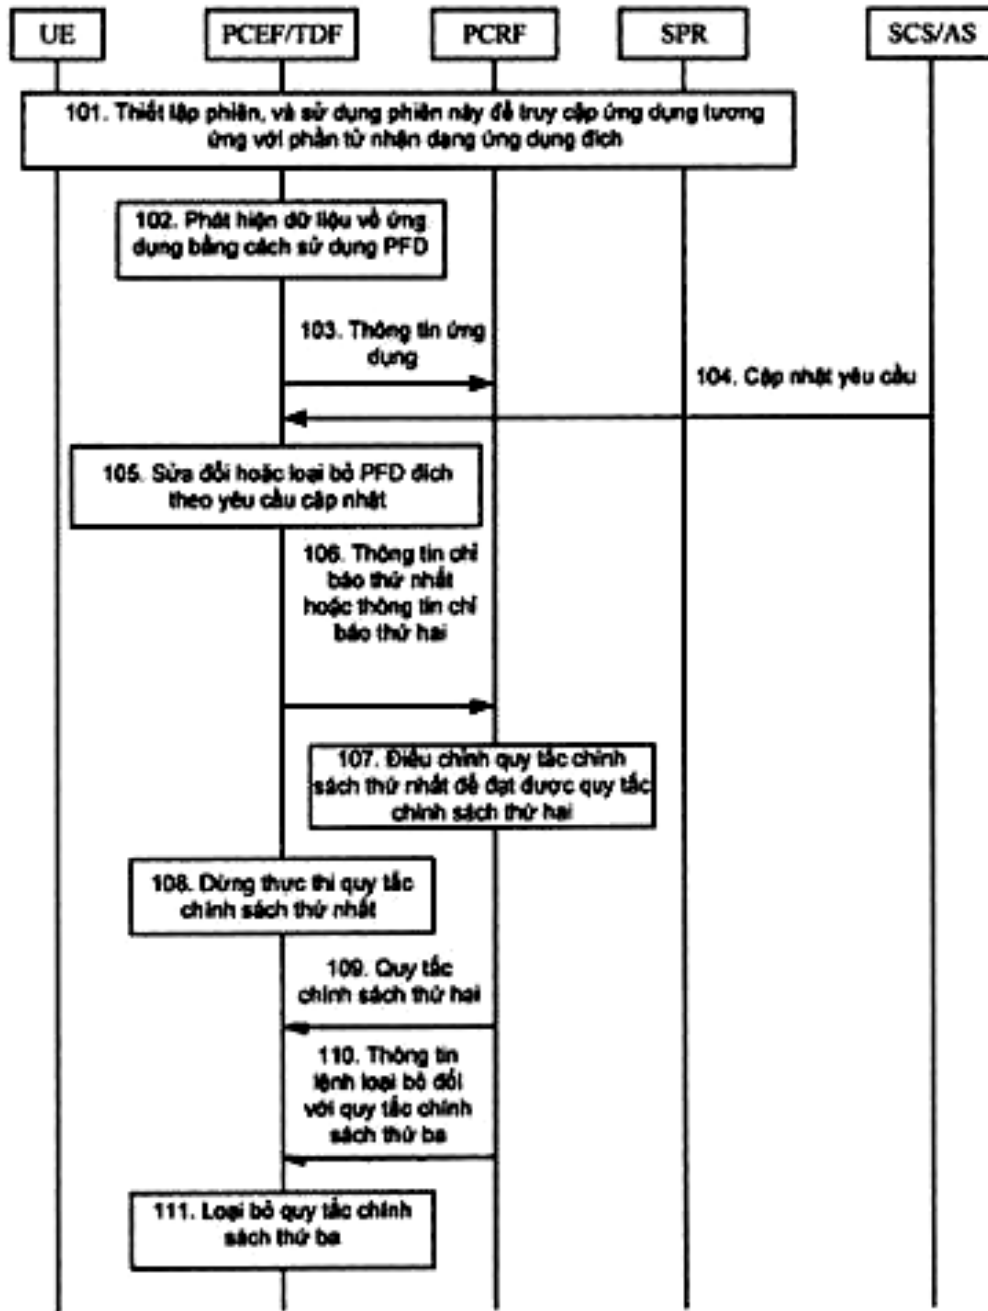 UE
PCEF/TDF
PCRF
SPR
SCS/AS
101. Thiết lập phiên, và sử dụng phiên này để truy cập ứng dụng tương
ứng với phần tử nhận dạng ứng dụng đích
102. Phát hiện dữ liệu về ứng
dụng bằng cách sử dụng PFD
103. Thông tin ứng
dụng
104. Cập nhật yêu cầu
105. Sửa đổi hoặc loại bỏ PFD đích
theo yêu cầu cập nhật
106. Thông tin chỉ
báo thứ nhất
hoặc thông tin chỉ
báo thứ hai
107. Điều chỉnh quy tắc chính
sách thứ nhất để đạt được quy tắc
chính sách thứ hai
108. Dừng thực thi quy tắc
chính sách thứ nhất
109. Quy tắc
chính sách thứ hai
110. Thông tin
lệnh loại bỏ đối
với quy tắc chính
sách thứ ba
111. Loại bỏ quy tắc chính
sách thứ ba